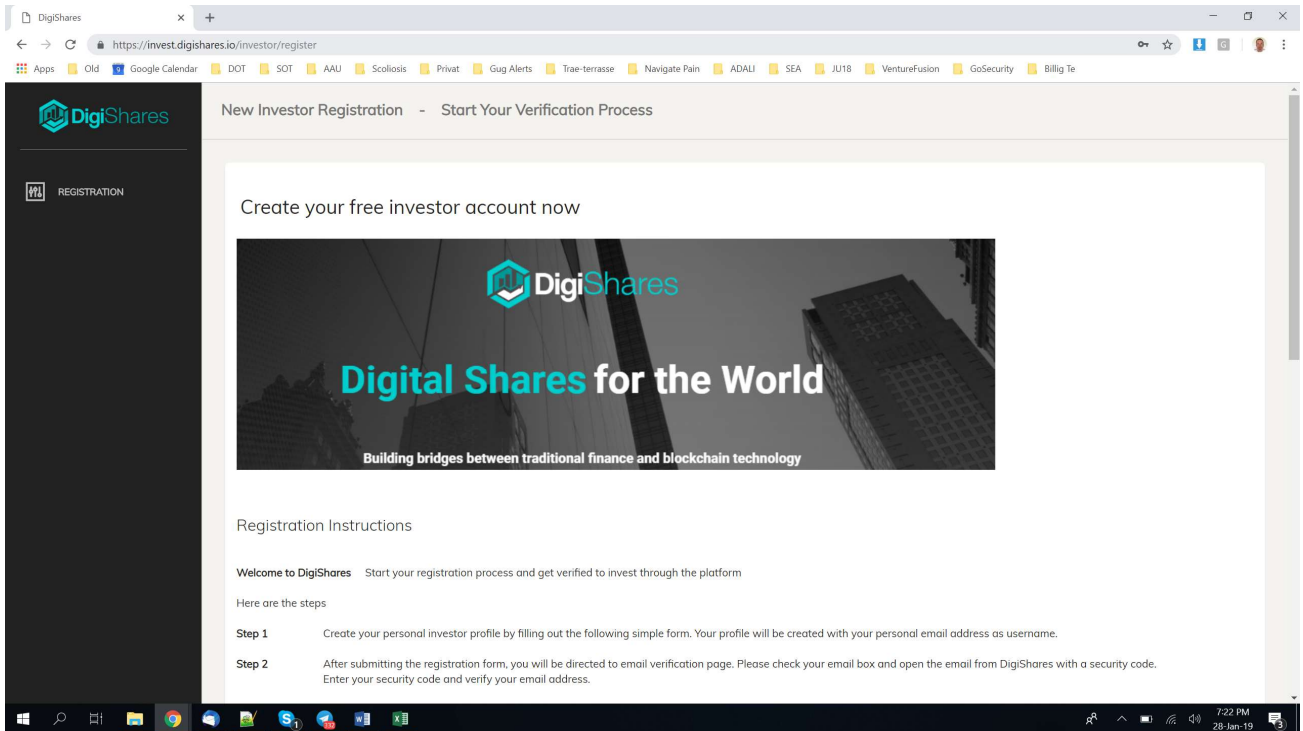 DigiShares
https://invest.digishares.io/investor/register
Apps Old Google Calendar DOT SOT AAU Scoliosis Privat Gug Alerts Trae-terrasse Navigate Pain ADALI SEA JU18 VentureFusion GoSecurity Billig Te
DigiShares
New Investor Registration - Start Your Verification Process
REGISTRATION
Create your free investor account now
DigiShares
Digital Shares for the World
Building bridges between traditional finance and blockchain technology
Registration Instructions
Welcome to DigiShares Start your registration process and get verified to invest through the platform
Here are the steps
Step 1 Create your personal investor profile by filling out the following simple form. Your profile will be created with your personal email address as username.
Step 2 After submitting the registration form, you will be directed to email verification page. Please check your email box and open the email from DigiShares with a security code.
Enter your security code and verify your email address.
7:22 PM
28-Jan-19